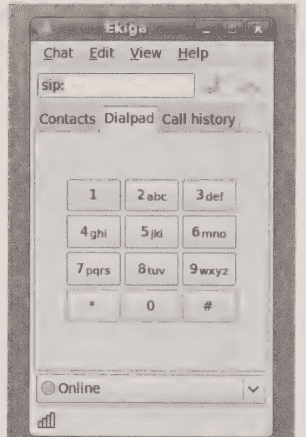 Ekiga
Chat Edit View Help
sip:
Contacts Dialpad Call history
1 2abc 3def
4ghi 5jkl 6mno
7pqrs 8tuv 9wxyz
* 0 #
Online